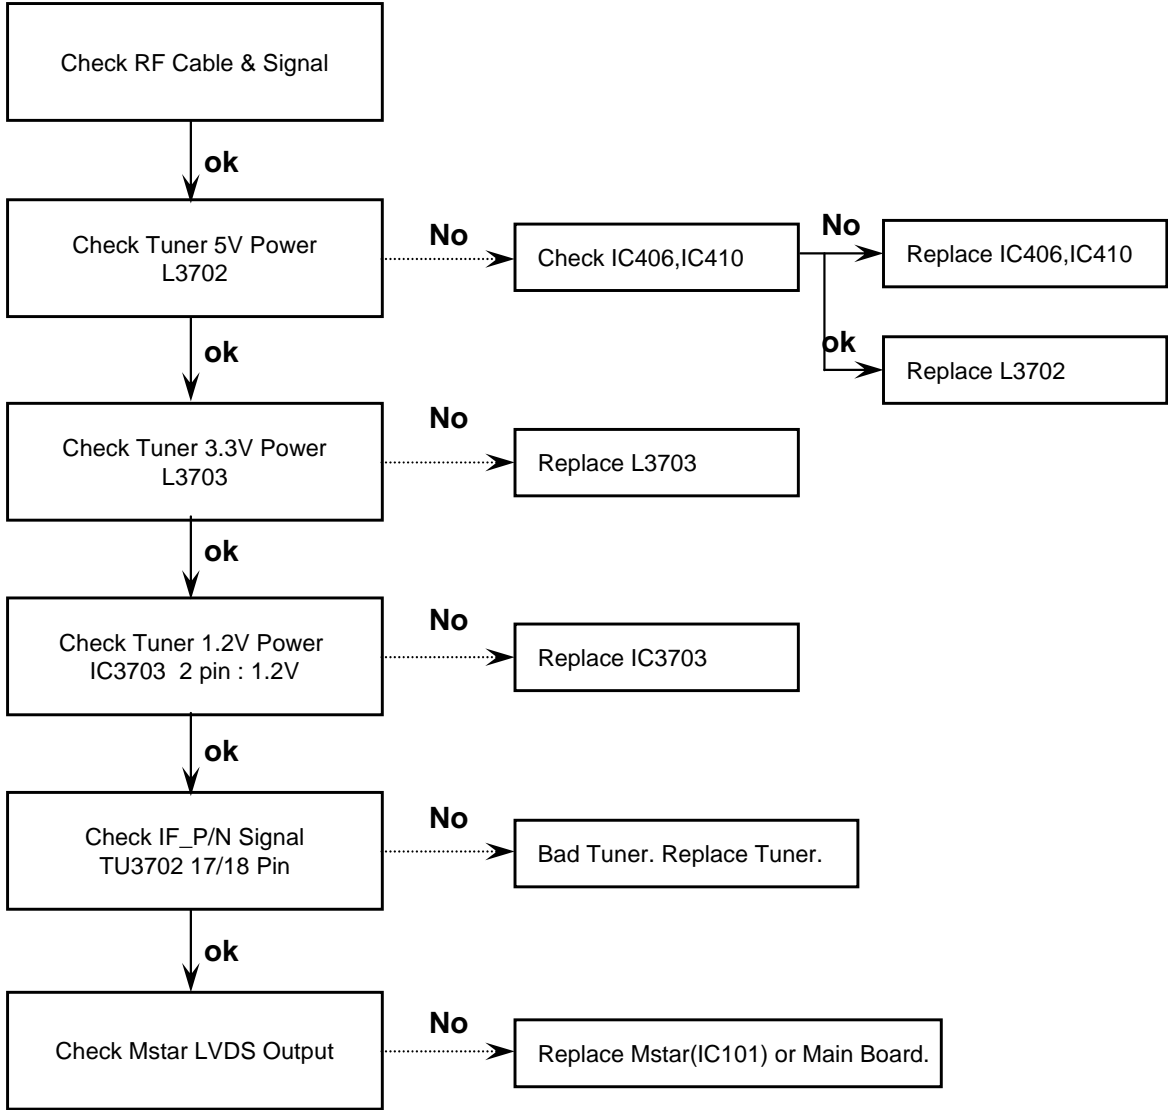 Check RF Cable & Signal
ok
Check Tuner 5V Power
L3702
No
Check IC406,IC410
No
Replace IC406,IC410
ok
Replace L3702
ok
Check Tuner 3.3V Power
L3703
No
Replace L3703
ok
Check Tuner 1.2V Power
IC3703 2 pin : 1.2V
No
Replace IC3703
ok
Check IF_P/N Signal
TU3702 17/18 Pin
No
Bad Tuner. Replace Tuner.
ok
Check Mstar LVDS Output
No
Replace Mstar(IC101) or Main Board.